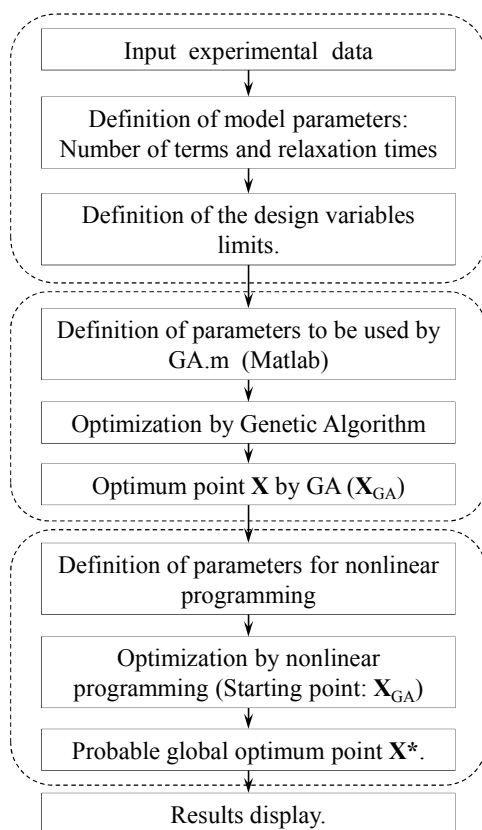 Input experimental data
Definition of model parameters:
Number of terms and relaxation times
Definition of the design variables
limits.
Definition of parameters to be used by
GA.m (Matlab)
Optimization by Genetic Algorithm
Optimum point X by GA (X_GA)
Definition of parameters for nonlinear
programming
Optimization by nonlinear
programming (Starting point: X_GA)
Probable global optimum point X*.
Results display.